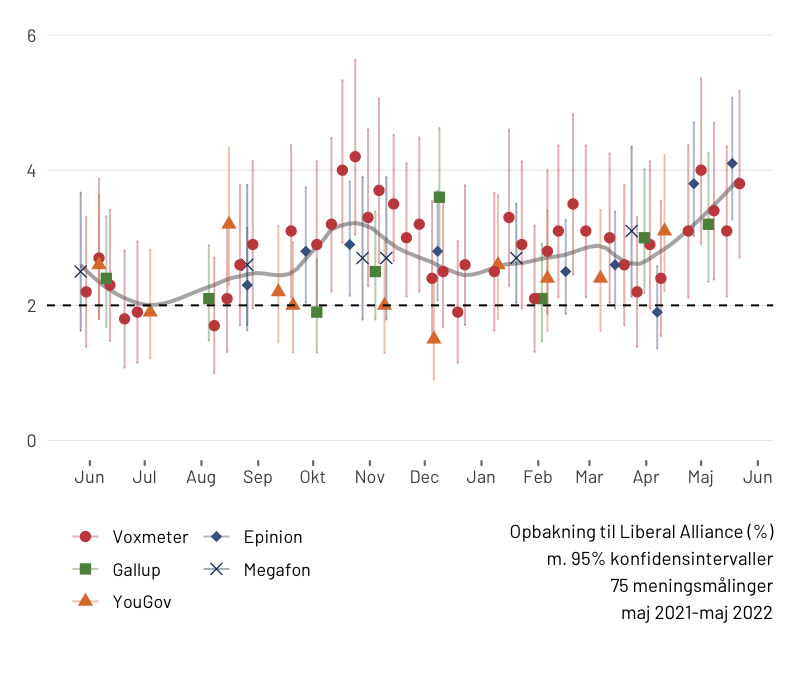 6
4
2
0
Jun Jul Aug Sep Okt Nov Dec Jan Feb Mar Apr Maj Jun
Voxmeter
Gallup
YouGov
Epinion
Megafon
Opbakning til Liberal Alliance (%)
m. 95% konfidensintervaller
75 meningsmålinger
maj 2021-maj 2022